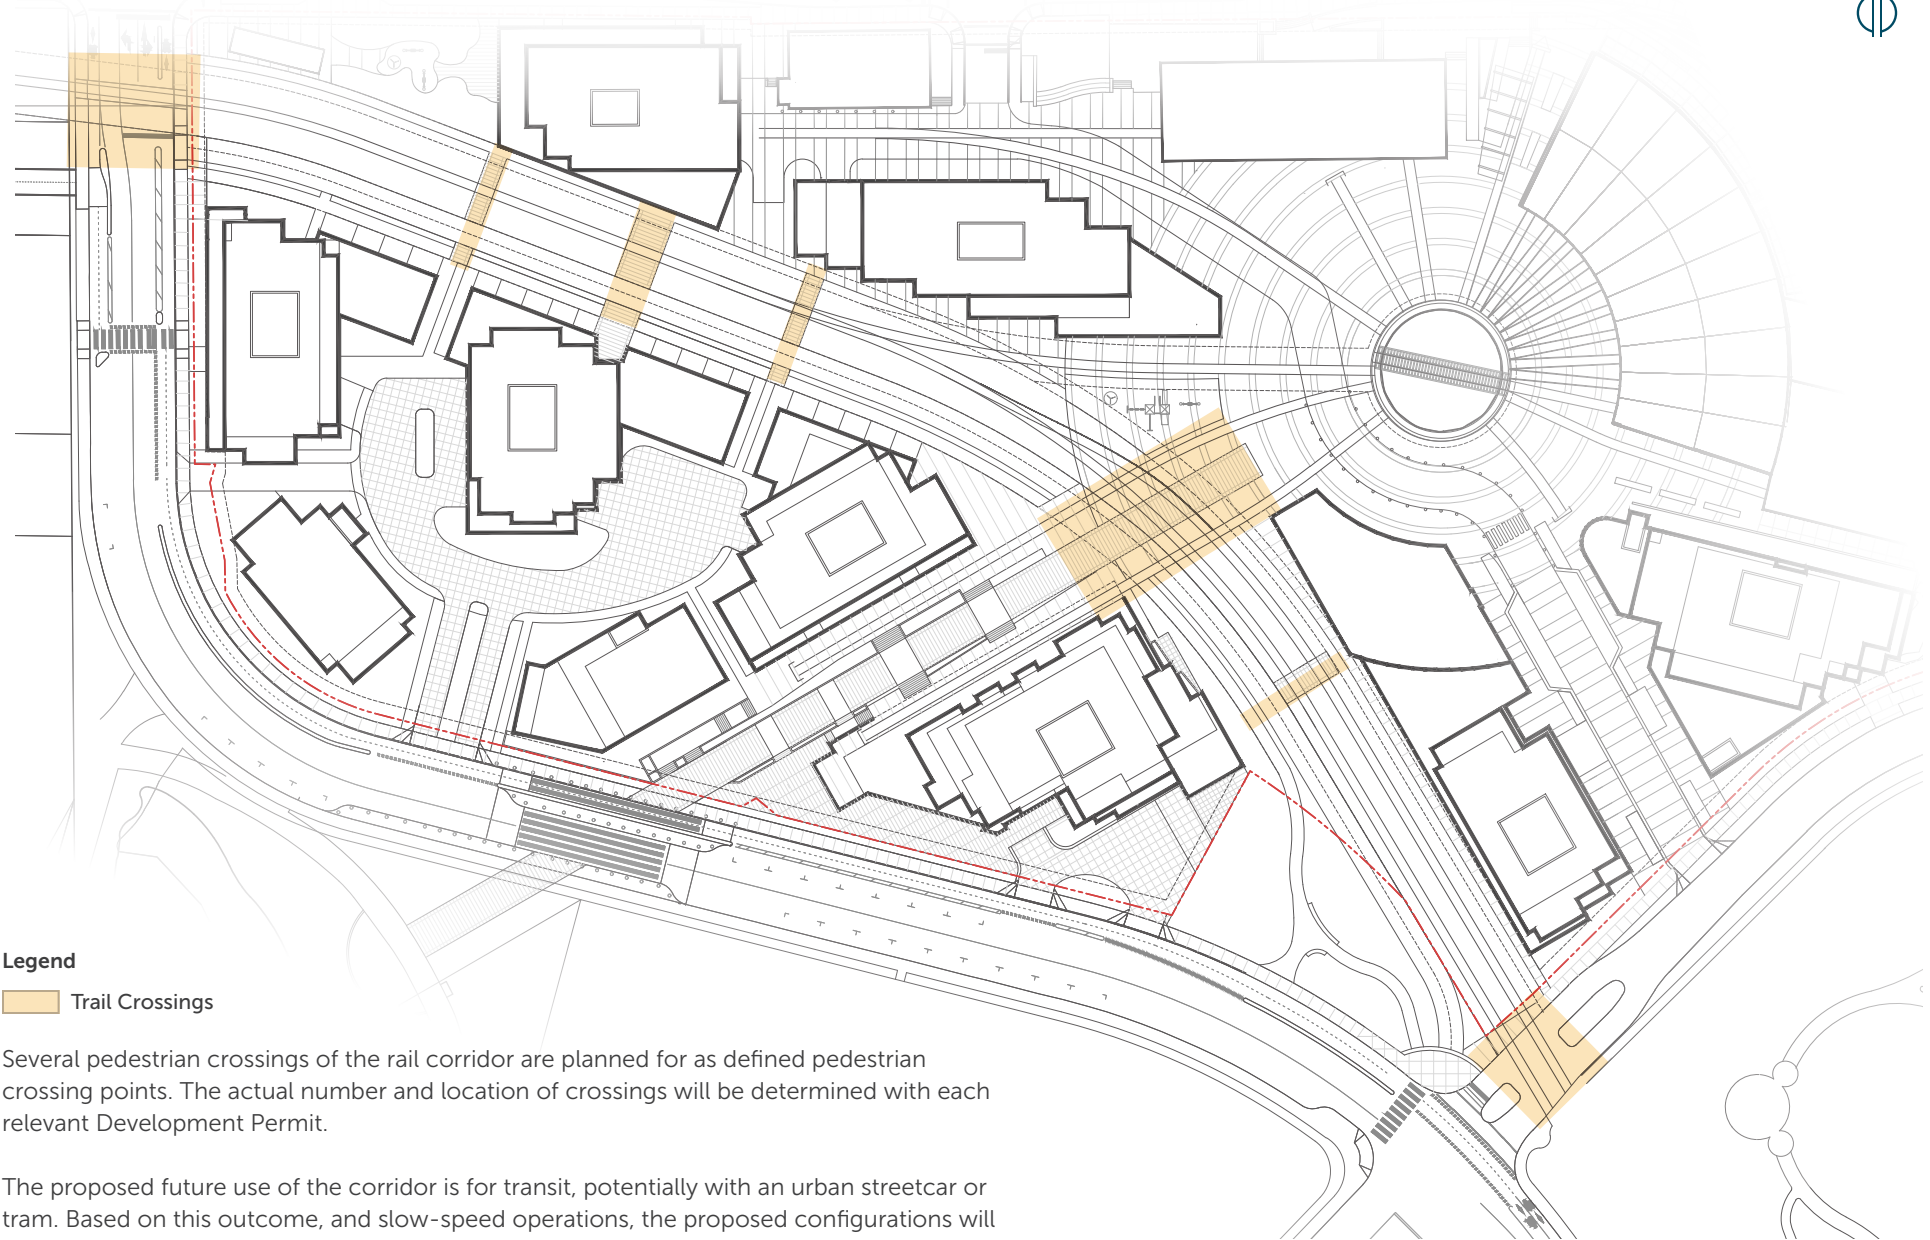 Legend
Trail Crossings
Several pedestrian crossings of the rail corridor are planned for as defined pedestrian
crossing points. The actual number and location of crossings will be determined with each
relevant Development Permit.
The proposed future use of the corridor is for transit, potentially with an urban streetcar or
tram. Based on this outcome, and slow-speed operations, the proposed configurations will